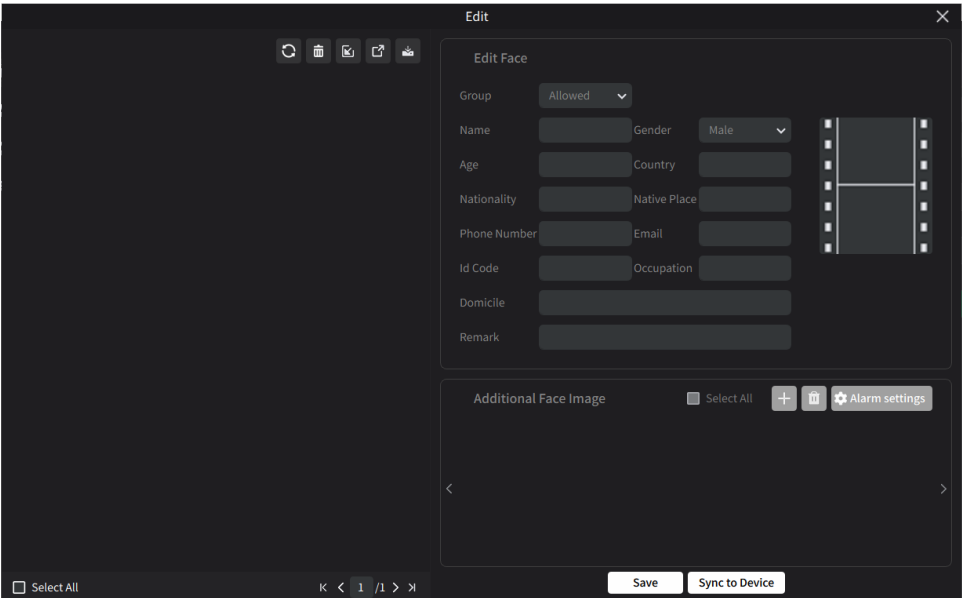 Edit
Edit Face
Group Allowed
Name Gender Male
Age Country
Nationality Native Place
Phone Number Email
Id Code Occupation
Domicile
Remark
Additional Face Image Select All Alarm settings
Select All 1 /1
Save Sync to Device